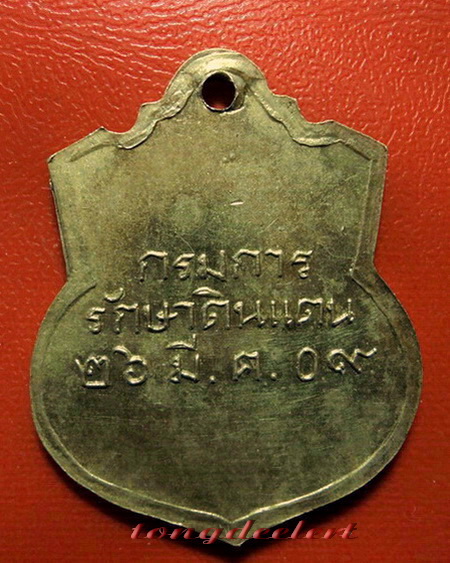 กรมการ
รักษาดินแดน
๒๖ มี.ค.๐๙
tongdeelert